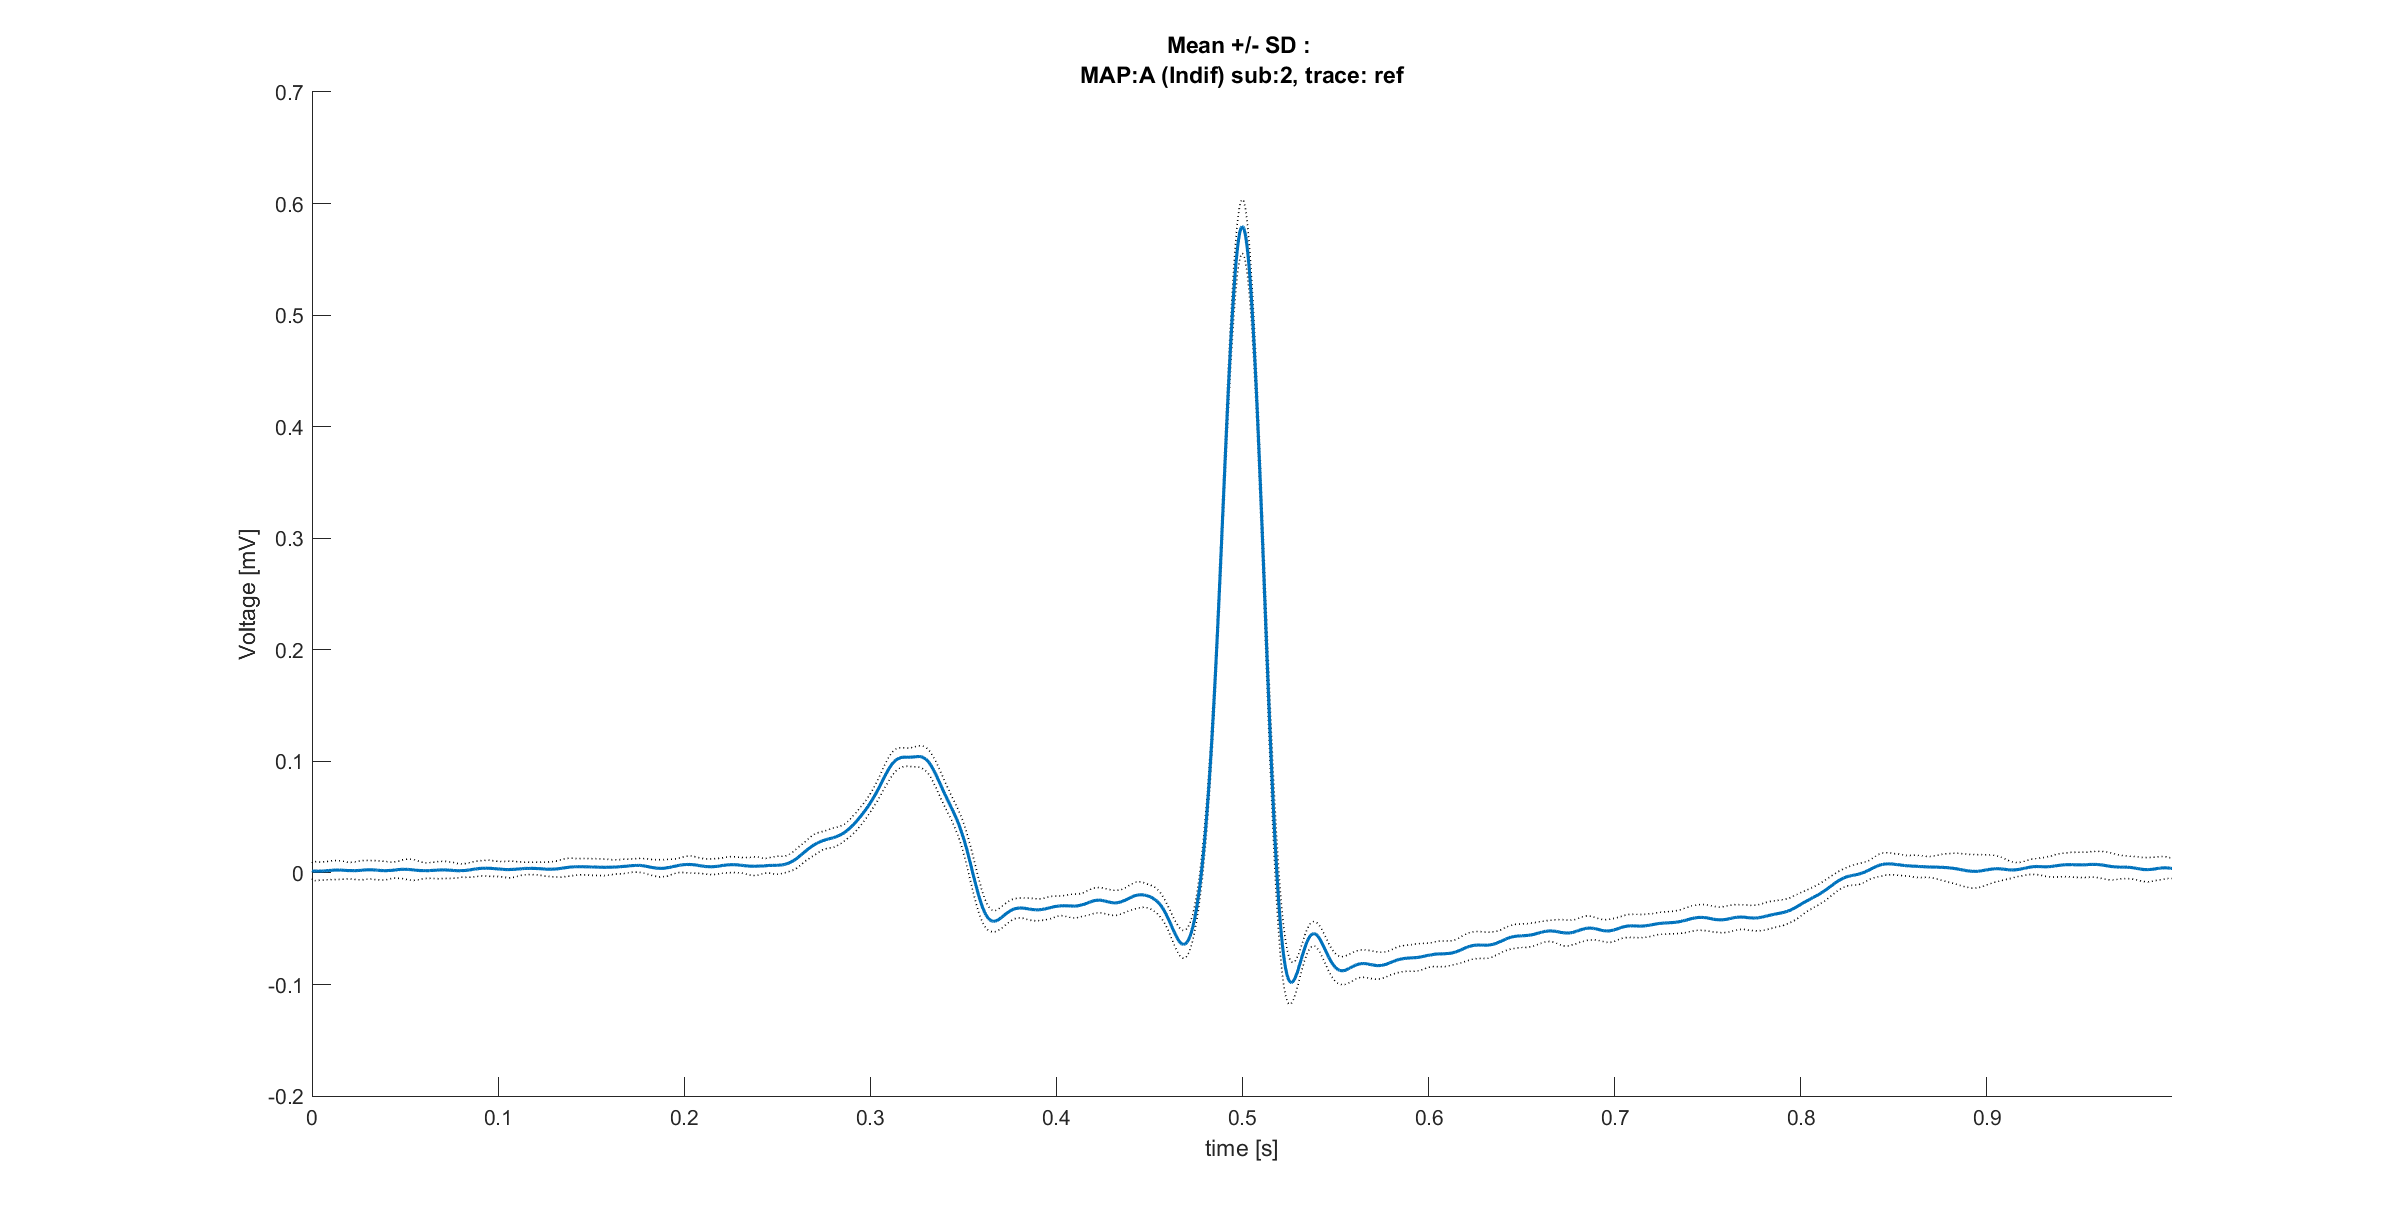 Mean +/- SD :
MAP:A (Indif) sub:2, trace: ref
0.7
0.6
0.5
0.4
0.3
0.2
0.1
0
-0.1
-0.2
Voltage [mV]
0 0.1 0.2 0.3 0.4 0.5 0.6 0.7 0.8 0.9
time [s]